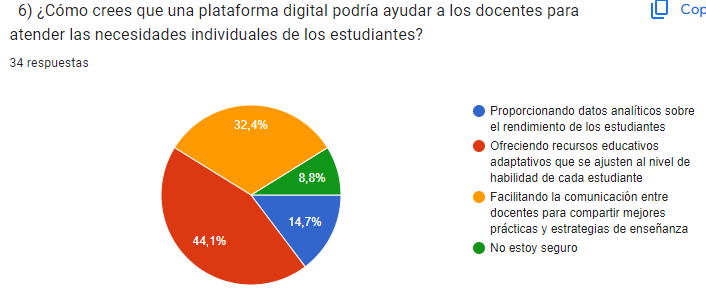 6) ¿Cómo crees que una plataforma digital podría ayudar a los docentes para
atender las necesidades individuales de los estudiantes?
Cop
34 respuestas
32,4%
8,8%
14,7%
44,1%
Proporcionando datos analíticos sobre
el rendimiento de los estudiantes
Ofreciendo recursos educativos
adaptativos que se ajusten al nivel de
habilidad de cada estudiante
Facilitando la comunicación entre
docentes para compartir mejores
prácticas y estrategias de enseñanza
No estoy seguro